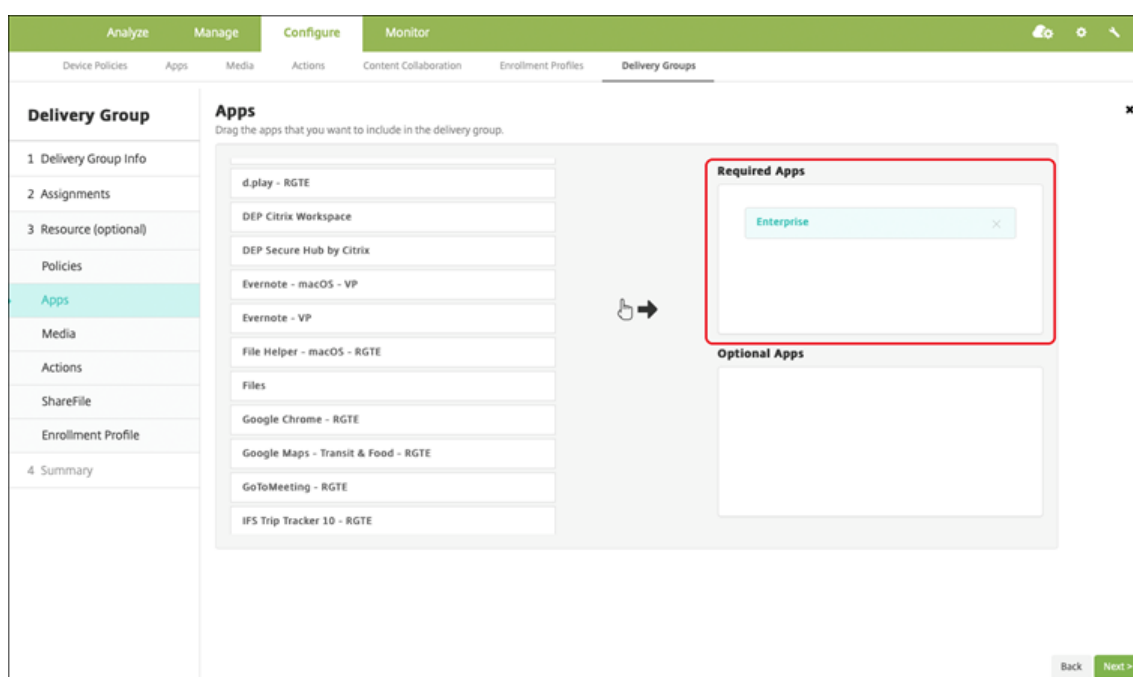 Analyze Manage Configure Monitor
Device Policies Apps Media Actions Content Collaboration Enrollment Profiles Delivery Groups
Delivery Group
1 Delivery Group Info
2 Assignments
3 Resource (optional)
Policies
Apps
Media
Actions
ShareFile
Enrollment Profile
4 Summary
Apps
Drag the apps that you want to include in the delivery group.
d.play - RGTE
DEP Citrix Workspace
DEP Secure Hub by Citrix
Evernote - macOS - VP
Evernote - VP
File Helper - macOS - RGTE
Files
Google Chrome - RGTE
Google Maps - Transit & Food - RGTE
GoToMeeting - RGTE
IFS Trip Tracker 10 - RGTE
Required Apps
Enterprise
Optional Apps
Back Next >